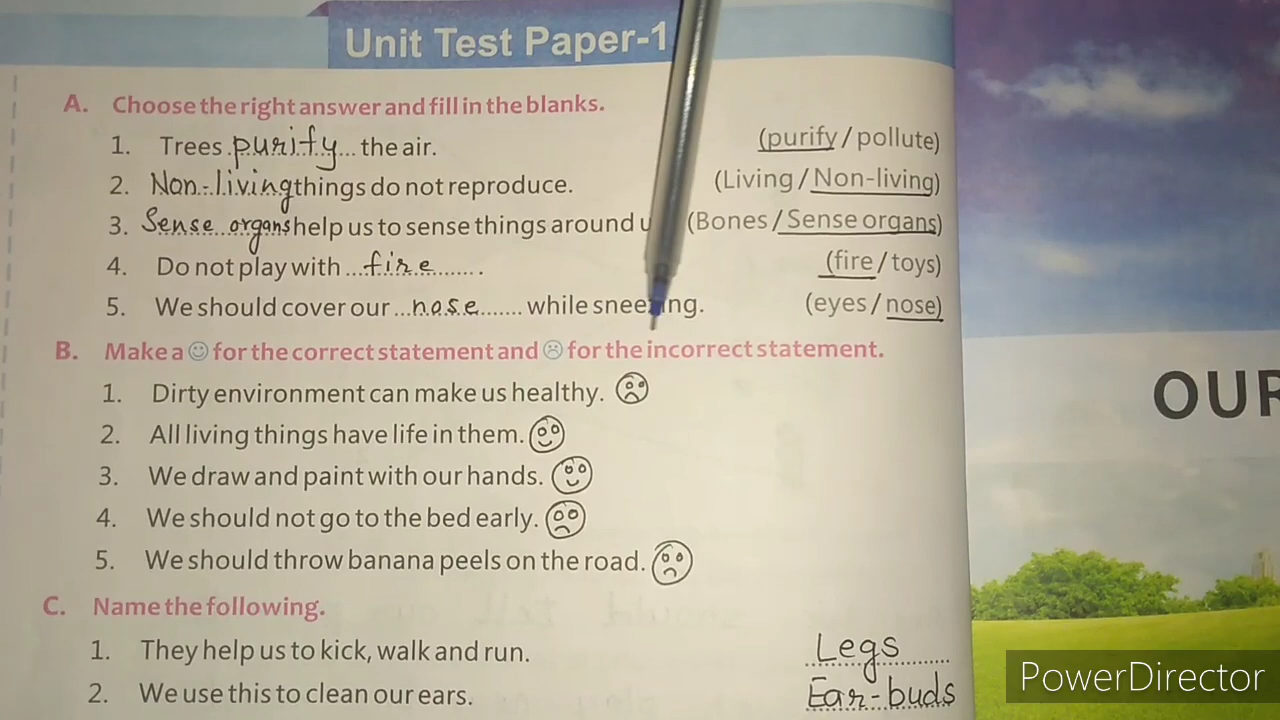 Unit Test Paper-1
A. Choose the right answer and fill in the blanks.
1. Trees purify the air. (purify / pollute)
2. Non-living things do not reproduce. (Living / Non-living)
3. Sense organs help us to sense things around u (Bones / Sense organs)
4. Do not play with fire. (fire / toys)
5. We should cover our nose while sneezing. (eyes / nose)
B. Make a ☺ for the correct statement and ☹ for the incorrect statement.
1. Dirty environment can make us healthy. ☹
2. All living things have life in them. ☺
3. We draw and paint with our hands. ☺
4. We should not go to the bed early. ☹
5. We should throw banana peels on the road. ☹
C. Name the following.
1. They help us to kick, walk and run. Legs
2. We use this to clean our ears. Ear-buds
OUR
PowerDirector